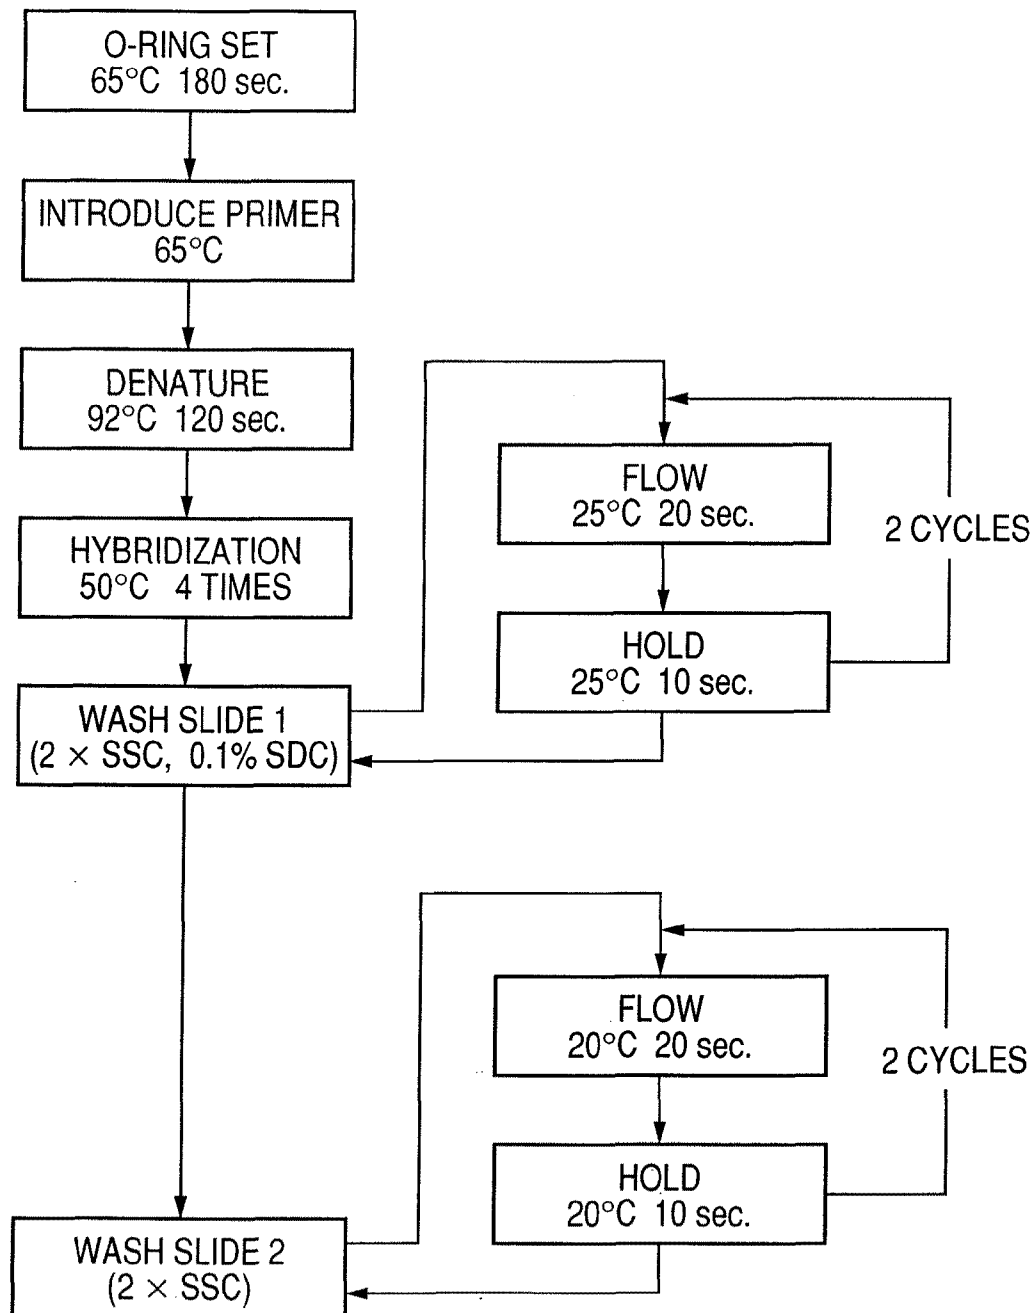 O-RING SET
65°C 180 sec.
INTRODUCE PRIMER
65°C
DENATURE
92°C 120 sec.
HYBRIDIZATION
50°C 4 TIMES
WASH SLIDE 1
(2 × SSC, 0.1% SDC)
FLOW
25°C 20 sec.
HOLD
25°C 10 sec.
2 CYCLES
WASH SLIDE 2
(2 × SSC)
FLOW
20°C 20 sec.
HOLD
20°C 10 sec.
2 CYCLES